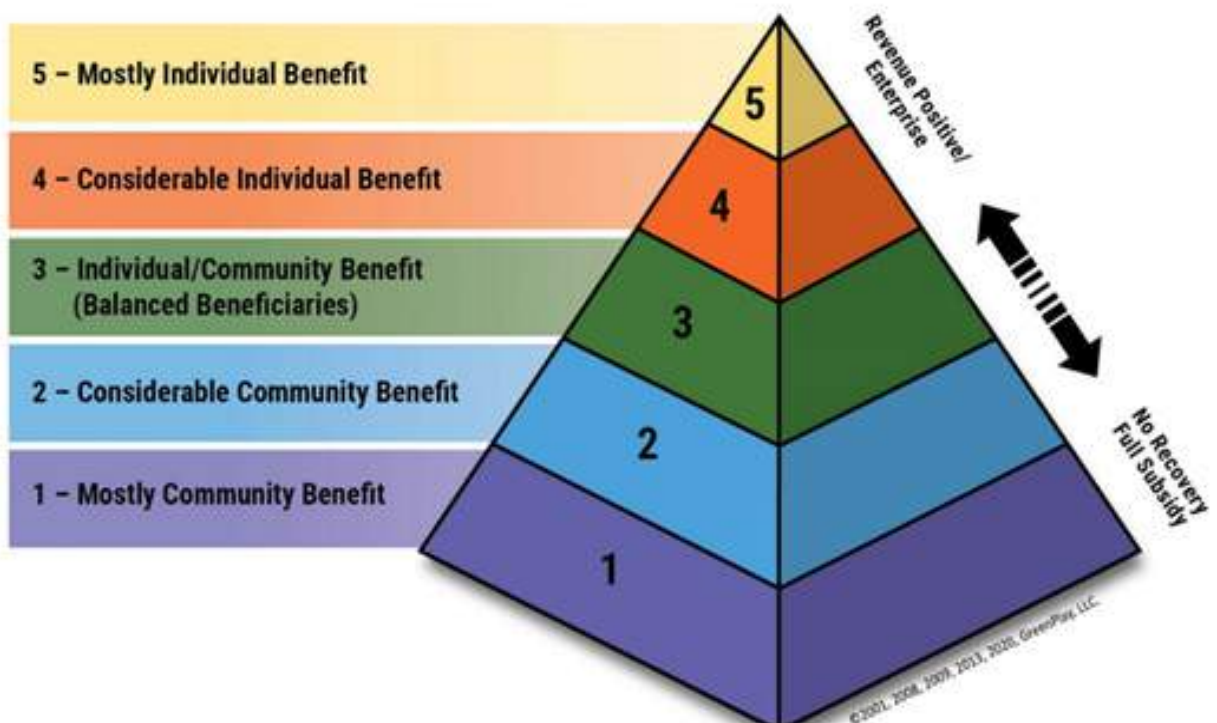 5 – Mostly Individual Benefit
4 – Considerable Individual Benefit
3 – Individual/Community Benefit
(Balanced Beneficiaries)
2 – Considerable Community Benefit
1 – Mostly Community Benefit
5
4
3
2
1
Revenue Positive/
Enterprise
No Recovery
Full Subsidy
©2001, 2008, 2009, 2013, 2020, GreenPlay, LLC.